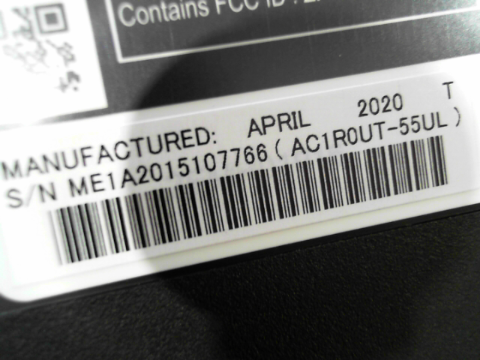 Contains FCC ID
MANUFACTURED: APRIL 2020 T
S/N ME1A2015107766 (AC1R0UT-55UL)